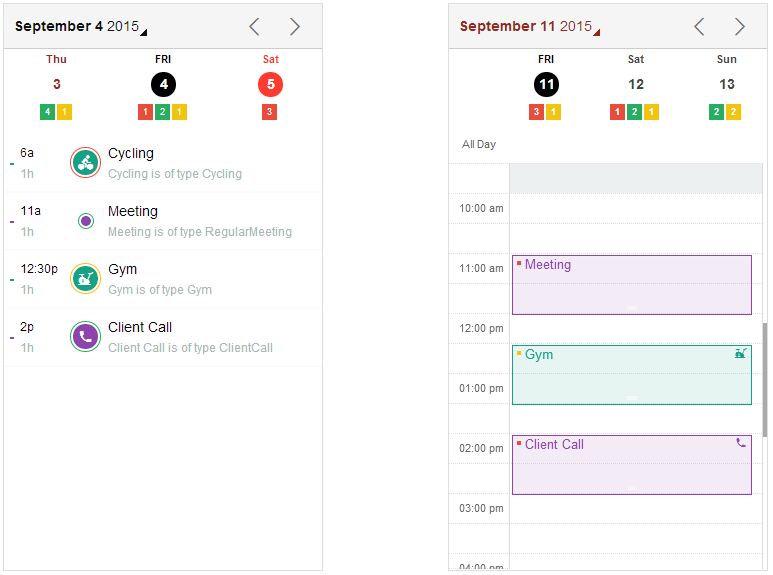 September 4 2015
Thu FRI Sat
3 4 5
4 1 1 2 1 3
6a Cycling
1h Cycling is of type Cycling
11a Meeting
1h Meeting is of type RegularMeeting
12:30p Gym
1h Gym is of type Gym
2p Client Call
1h Client Call is of type ClientCall
September 11 2015
FRI Sat Sun
11 12 13
3 1 1 2 1 2 2
All Day
10:00 am
11:00 am Meeting
12:00 pm
Gym
01:00 pm
02:00 pm Client Call
03:00 pm
04:00 pm